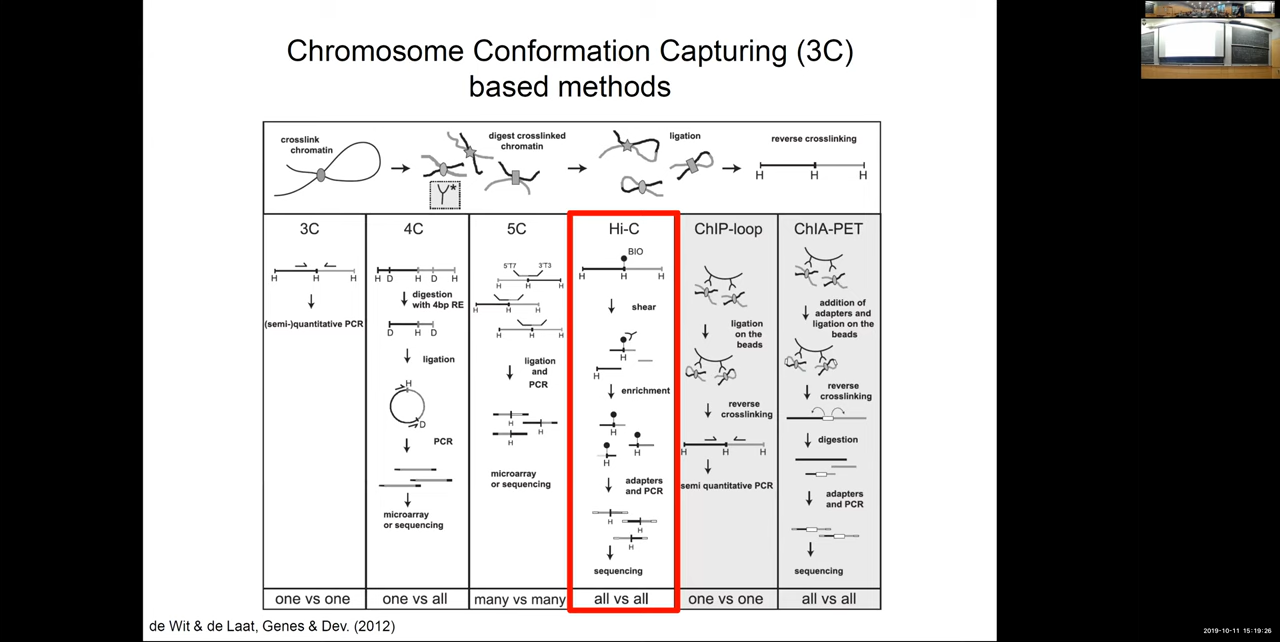 Chromosome Conformation Capturing (3C)
based methods
crosslink
chromatin
digest crosslinked
chromatin
ligation
reverse crosslinking
Y*
H H H
3C
H H H
(semi-)quantitative PCR
one vs one
4C
H D H D H
digestion
with 4bp RE
D H D
ligation
H
D
PCR
microarray
or sequencing
one vs all
5C
5'T7 3'T3
H H H
H H H
H H H
ligation
and
PCR
H
H
H
microarray
or sequencing
many vs many
Hi-C
BIO
H H H
shear
H
H
enrichment
H
H
H
adapters
and PCR
H
H
H
sequencing
all vs all
ChIP-loop
ligation
on the
beads
reverse
crosslinking
H H H
semi quantitative PCR
one vs one
ChIA-PET
addition of
adapters and
ligation on the
beads
reverse
crosslinking
digestion
adapters
and PCR
sequencing
all vs all
de Wit & de Laat, Genes & Dev. (2012)
2019-10-11 15:19:26